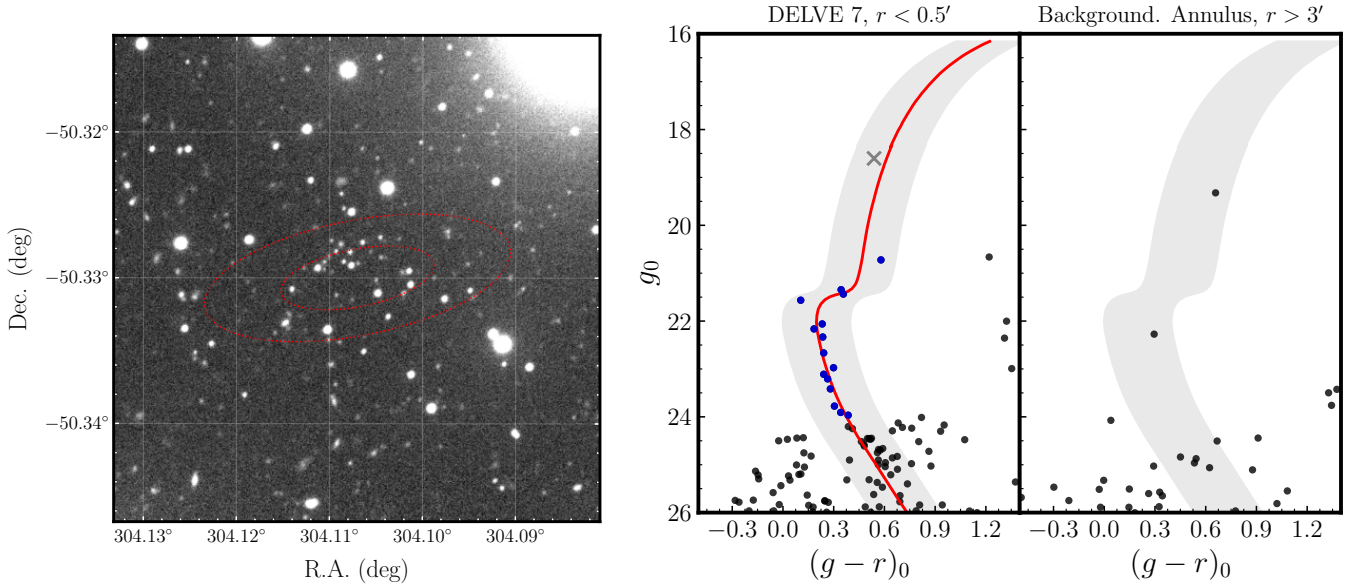 DELVE 7, r < 0.5′
Background. Annulus, r > 3′
−50.32°
−50.33°
−50.34°
Dec. (deg)
304.13° 304.12° 304.11° 304.10° 304.09°
R.A. (deg)
16
18
20
22
24
26
g₀
−0.3 0.0 0.3 0.6 0.9 1.2
(g − r)₀
−0.3 0.0 0.3 0.6 0.9 1.2
(g − r)₀